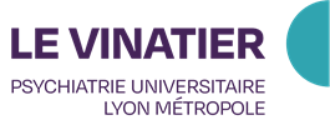 LE VINATIER
PSYCHIATRIE UNIVERSITAIRE
LYON MÉTROPOLE